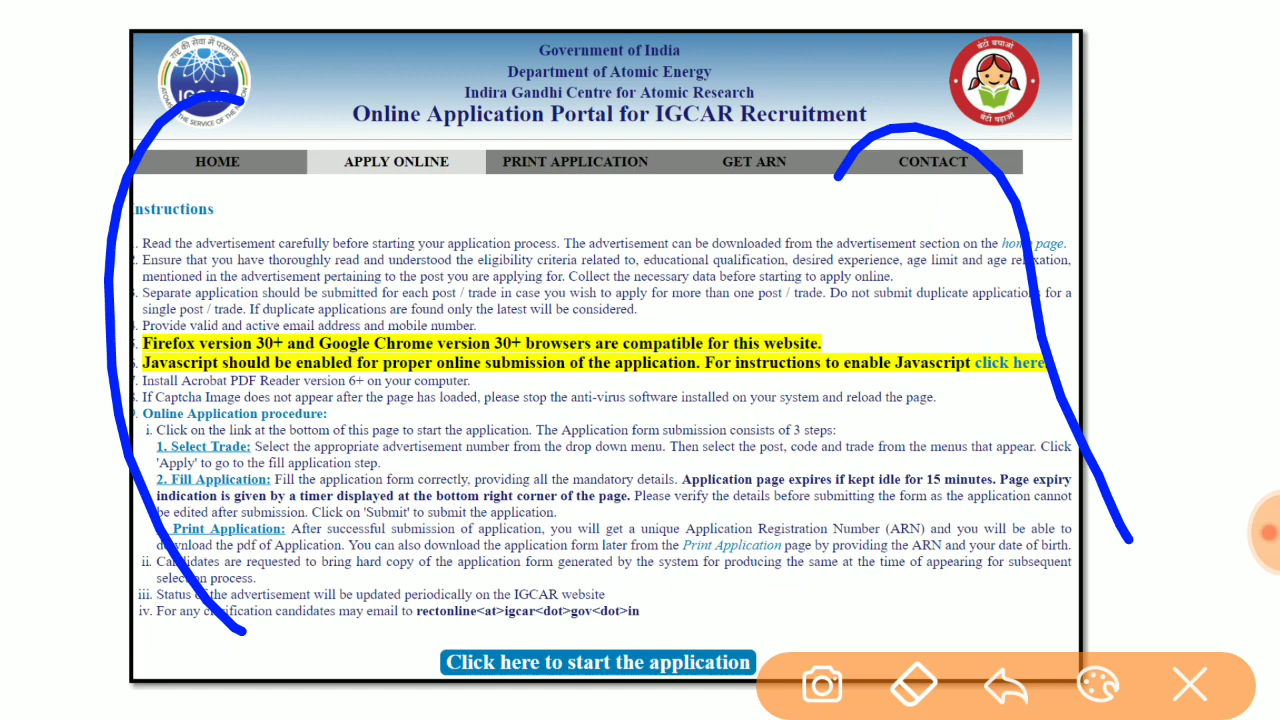 राष्ट्र की सेवा में परमाणु
IGCAR
Government of India
Department of Atomic Energy
Indira Gandhi Centre for Atomic Research
Online Application Portal for IGCAR Recruitment
बेटी बचाओ
बेटी पढ़ाओ
HOME APPLY ONLINE PRINT APPLICATION GET ARN CONTACT
Instructions
1. Read the advertisement carefully before starting your application process. The advertisement can be downloaded from the advertisement section on the home page.
2. Ensure that you have thoroughly read and understood the eligibility criteria related to, educational qualification, desired experience, age limit and age relaxation,
mentioned in the advertisement pertaining to the post you are applying for. Collect the necessary data before starting to apply online.
3. Separate application should be submitted for each post / trade in case you wish to apply for more than one post / trade. Do not submit duplicate application for a
single post / trade. If duplicate applications are found only the latest will be considered.
4. Provide valid and active email address and mobile number.
5. Firefox version 30+ and Google Chrome version 30+ browsers are compatible for this website.
6. Javascript should be enabled for proper online submission of the application. For instructions to enable Javascript click here.
7. Install Acrobat PDF Reader version 6+ on your computer.
8. If Captcha Image does not appear after the page has loaded, please stop the anti-virus software installed on your system and reload the page.
9. Online Application procedure:
i. Click on the link at the bottom of this page to start the application. The Application form submission consists of 3 steps:
1. Select Trade: Select the appropriate advertisement number from the drop down menu. Then select the post, code and trade from the menus that appear. Click
'Apply' to go to the fill application step.
2. Fill Application: Fill the application form correctly, providing all the mandatory details. Application page expires if kept idle for 15 minutes. Page expiry
indication is given by a timer displayed at the bottom right corner of the page. Please verify the details before submitting the form as the application cannot
be edited after submission. Click on 'Submit' to submit the application.
3. Print Application: After successful submission of application, you will get a unique Application Registration Number (ARN) and you will be able to
download the pdf of Application. You can also download the application form later from the Print Application page by providing the ARN and your date of birth.
ii. Candidates are requested to bring hard copy of the application form generated by the system for producing the same at the time of appearing for subsequent
selection process.
iii. Status of the advertisement will be updated periodically on the IGCAR website
iv. For any clarification candidates may email to rectonline<at>igcar<dot>gov<dot>in
Click here to start the application